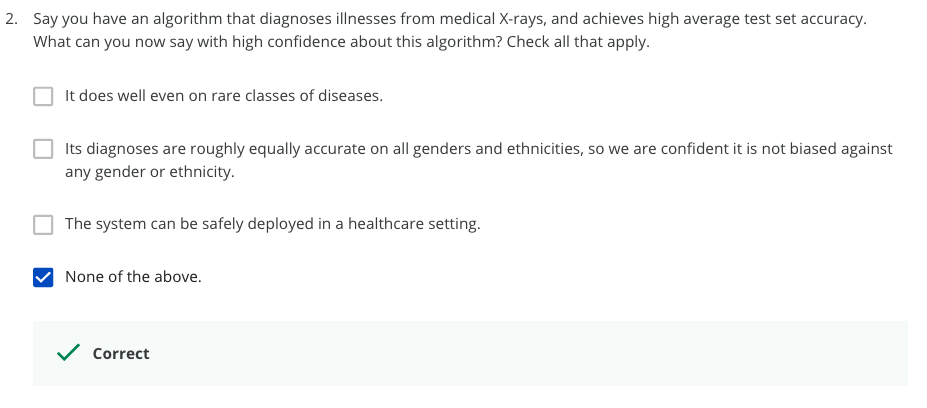 2. Say you have an algorithm that diagnoses illnesses from medical X-rays, and achieves high average test set accuracy.
What can you now say with high confidence about this algorithm? Check all that apply.
It does well even on rare classes of diseases.
Its diagnoses are roughly equally accurate on all genders and ethnicities, so we are confident it is not biased against
any gender or ethnicity.
The system can be safely deployed in a healthcare setting.
None of the above.
Correct